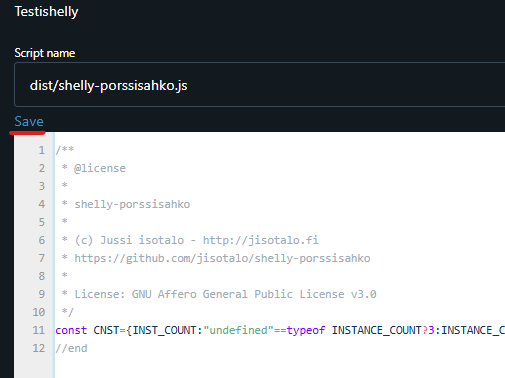 Testishelly
Script name
dist/shelly-porssisahko.js
Save
1 /**
2 * @license
3 *
4 * shelly-porssisahko
5 *
6 * (c) Jussi isotalo - http://jisotalo.fi
7 * https://github.com/jisotalo/shelly-porssisahko
8 *
9 * License: GNU Affero General Public License v3.0
10 */
11 const CNST={INST_COUNT:"undefined"==typeof INSTANCE_COUNT?3:INSTANCE_C
12 //end